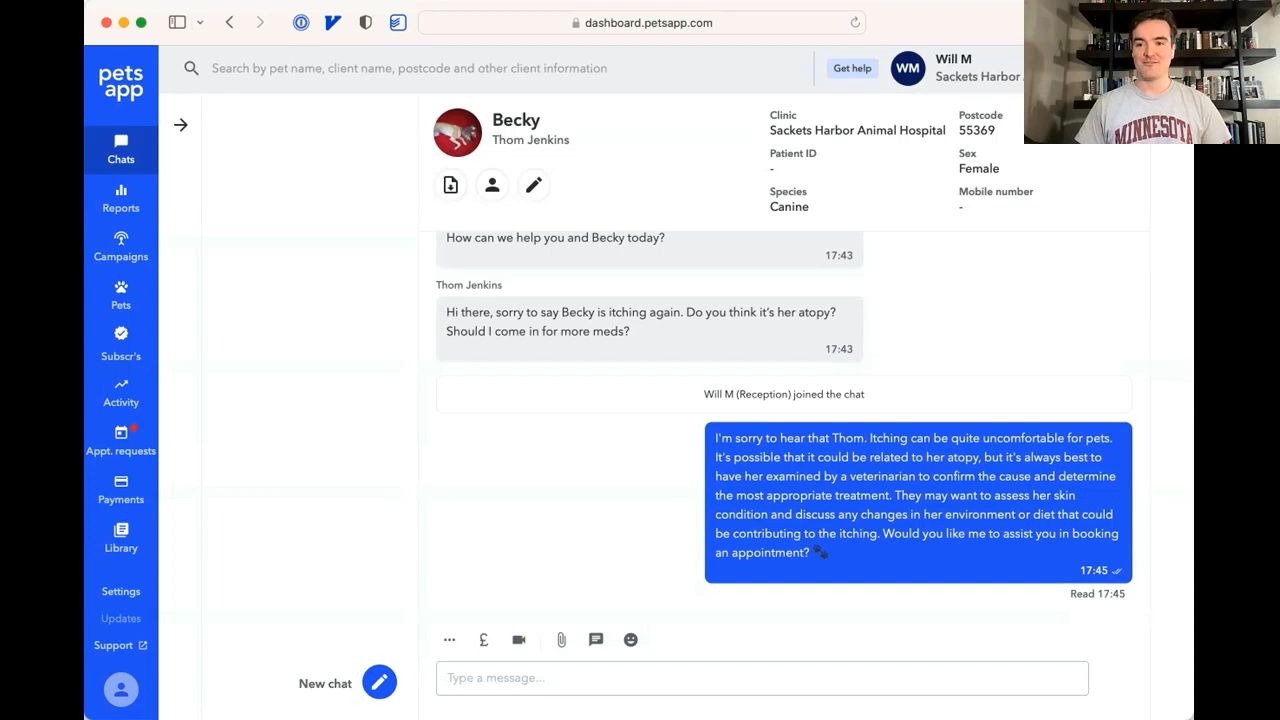 dashboard.petsapp.com
pets
app
Search by pet name, client name, postcode and other client information
Get help
WM
Will M
Sackets Harbor
MINNESOTA
Chats
Reports
Campaigns
Pets
Subscr's
Activity
Appt. requests
Payments
Library
Settings
Updates
Support
New chat
Becky
Thom Jenkins
Clinic
Sackets Harbor Animal Hospital
Patient ID
-
Species
Canine
Postcode
55369
Sex
Female
Mobile number
-
How can we help you and Becky today?
17:43
Thom Jenkins
Hi there, sorry to say Becky is itching again. Do you think it's her atopy?
Should I come in for more meds?
17:43
Will M (Reception) joined the chat
I'm sorry to hear that Thom. Itching can be quite uncomfortable for pets.
It's possible that it could be related to her atopy, but it's always best to
have her examined by a veterinarian to confirm the cause and determine
the most appropriate treatment. They may want to assess her skin
condition and discuss any changes in her environment or diet that could
be contributing to the itching. Would you like me to assist you in booking
an appointment? 🐾
17:45
Read 17:45
£
Type a message...